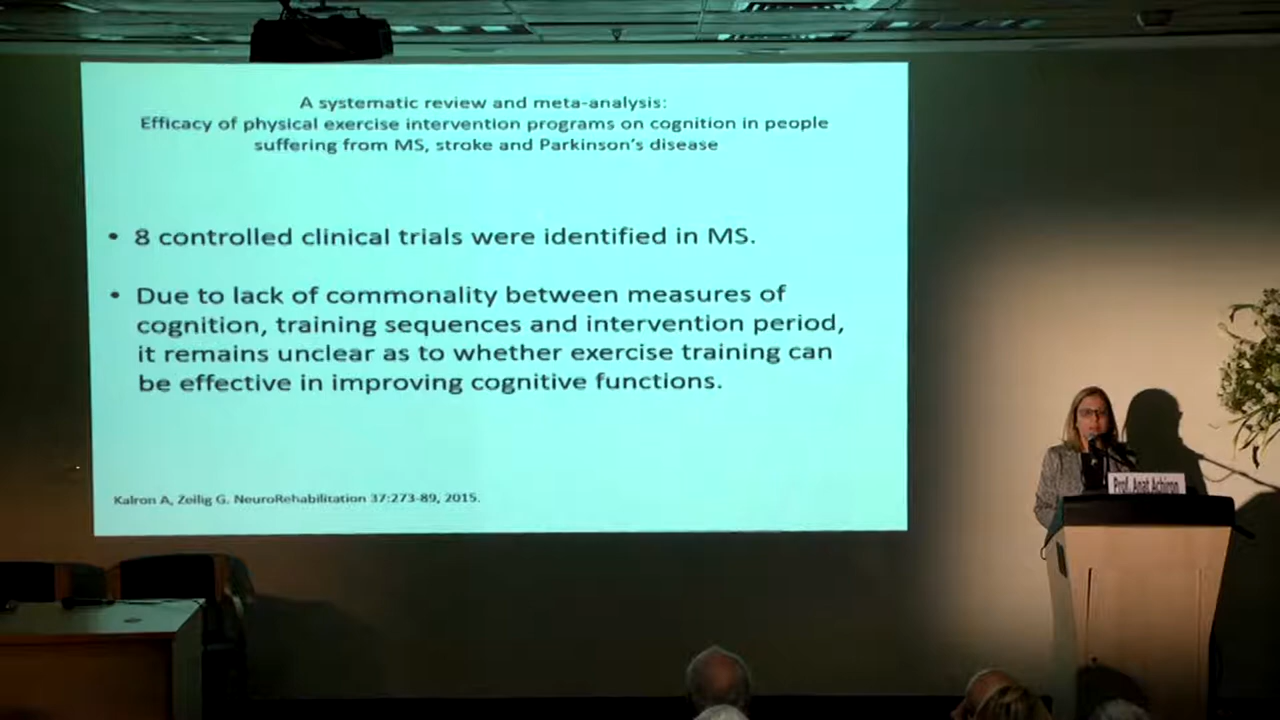 A systematic review and meta-analysis:
Efficacy of physical exercise intervention programs on cognition in people
suffering from MS, stroke and Parkinson's disease
• 8 controlled clinical trials were identified in MS.
• Due to lack of commonality between measures of
cognition, training sequences and intervention period,
it remains unclear as to whether exercise training can
be effective in improving cognitive functions.
Kalron A, Zeilig G. NeuroRehabilitation 37:273-89, 2015.
Prof. Anat Achiron